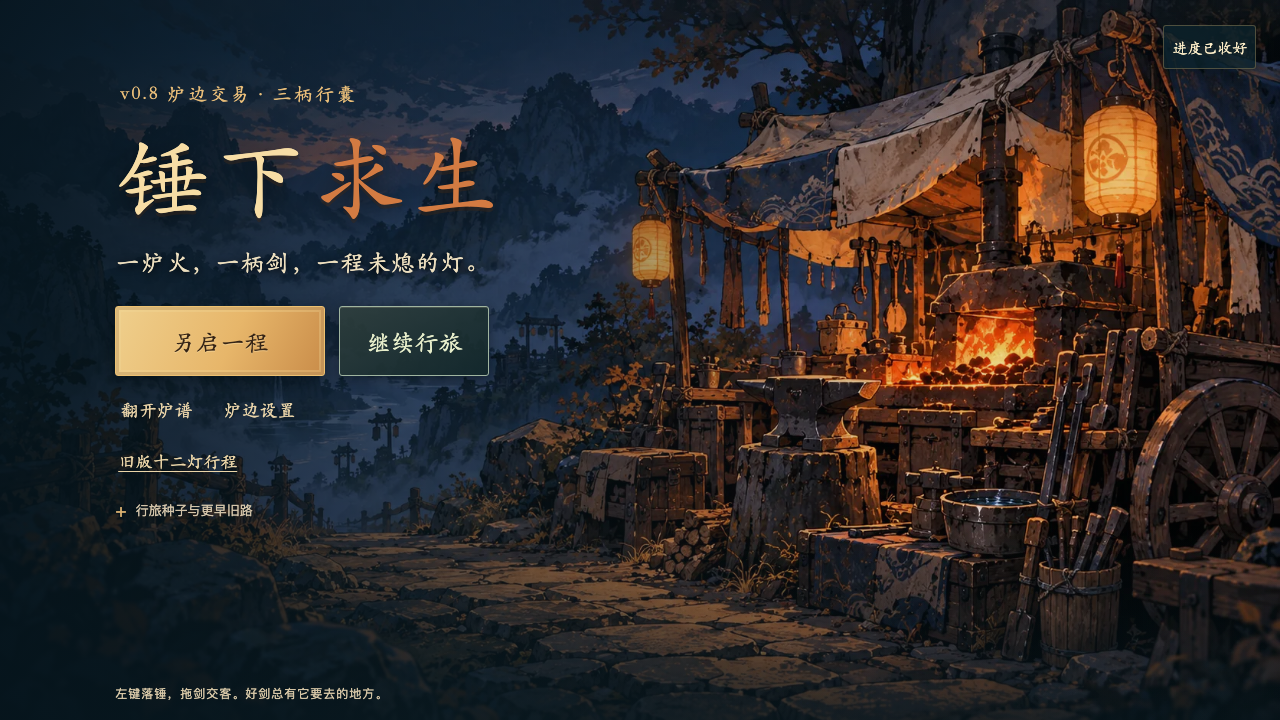 进度已收好
v0.8 炉边交易 · 三柄行囊
锤下求生
一炉火，一柄剑，一程未熄的灯。
另启一程
继续行旅
翻开炉谱
炉边设置
旧版十二灯行程
+ 行旅种子与更早旧路
左键落锤，拖剑交客。好剑总有它要去的地方。